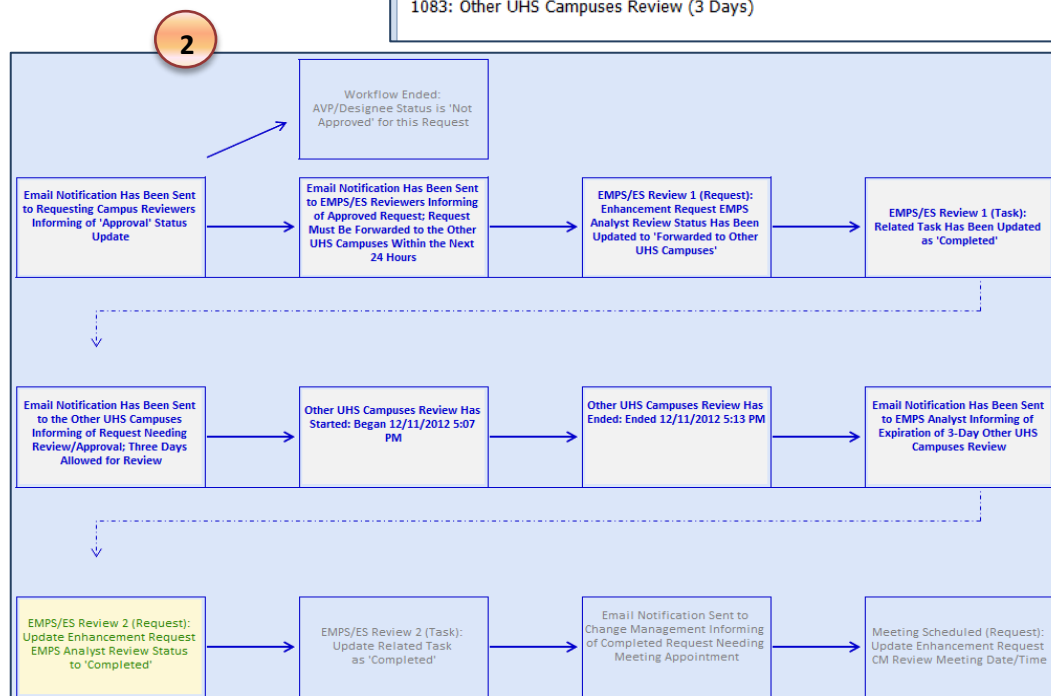 1083: Other UHS Campuses Review (3 Days)
2
Workflow Ended:
AVP/Designee Status is 'Not
Approved' for this Request
Email Notification Has Been Sent
to Requesting Campus Reviewers
Informing of 'Approval' Status
Update
Email Notification Has Been Sent
to EMPS/ES Reviewers Informing
of Approved Request; Request
Must Be Forwarded to the Other
UHS Campuses Within the Next
24 Hours
EMPS/ES Review 1 (Request):
Enhancement Request EMPS
Analyst Review Status Has Been
Updated to 'Forwarded to Other
UHS Campuses'
EMPS/ES Review 1 (Task):
Related Task Has Been Updated
as 'Completed'
Email Notification Has Been Sent
to the Other UHS Campuses
Informing of Request Needing
Review/Approval; Three Days
Allowed for Review
Other UHS Campuses Review Has
Started: Began 12/11/2012 5:07
PM
Other UHS Campuses Review Has
Ended: Ended 12/11/2012 5:13 PM
Email Notification Has Been Sent
to EMPS Analyst Informing of
Expiration of 3-Day Other UHS
Campuses Review
EMPS/ES Review 2 (Request):
Update Enhancement Request
EMPS Analyst Review Status
to 'Completed'
EMPS/ES Review 2 (Task):
Update Related Task
as 'Completed'
Email Notification Sent to
Change Management Informing
of Completed Request Needing
Meeting Appointment
Meeting Scheduled (Request):
Update Enhancement Request
CM Review Meeting Date/Time